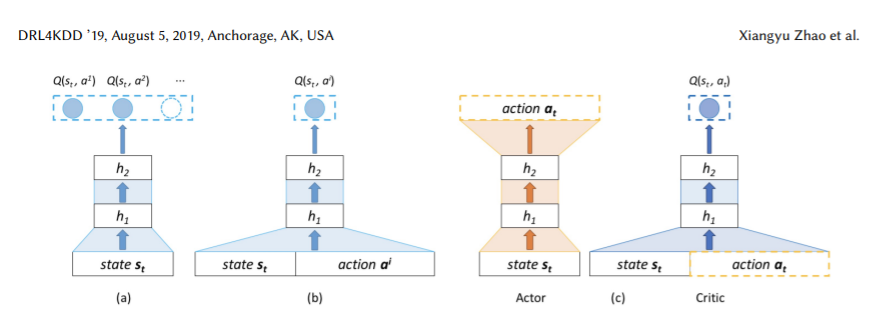 DRL4KDD ’19, August 5, 2019, Anchorage, AK, USA
Xiangyu Zhao et al.
Q(sₜ, a¹) Q(sₜ, a²) ...
h₂
h₁
state sₜ
(a)
Q(sₜ, aⁱ)
h₂
h₁
state sₜ action aⁱ
(b)
action aₜ
h₂
h₁
state sₜ
Actor
Q(sₜ, aₜ)
h₂
h₁
state sₜ action aₜ
(c) Critic